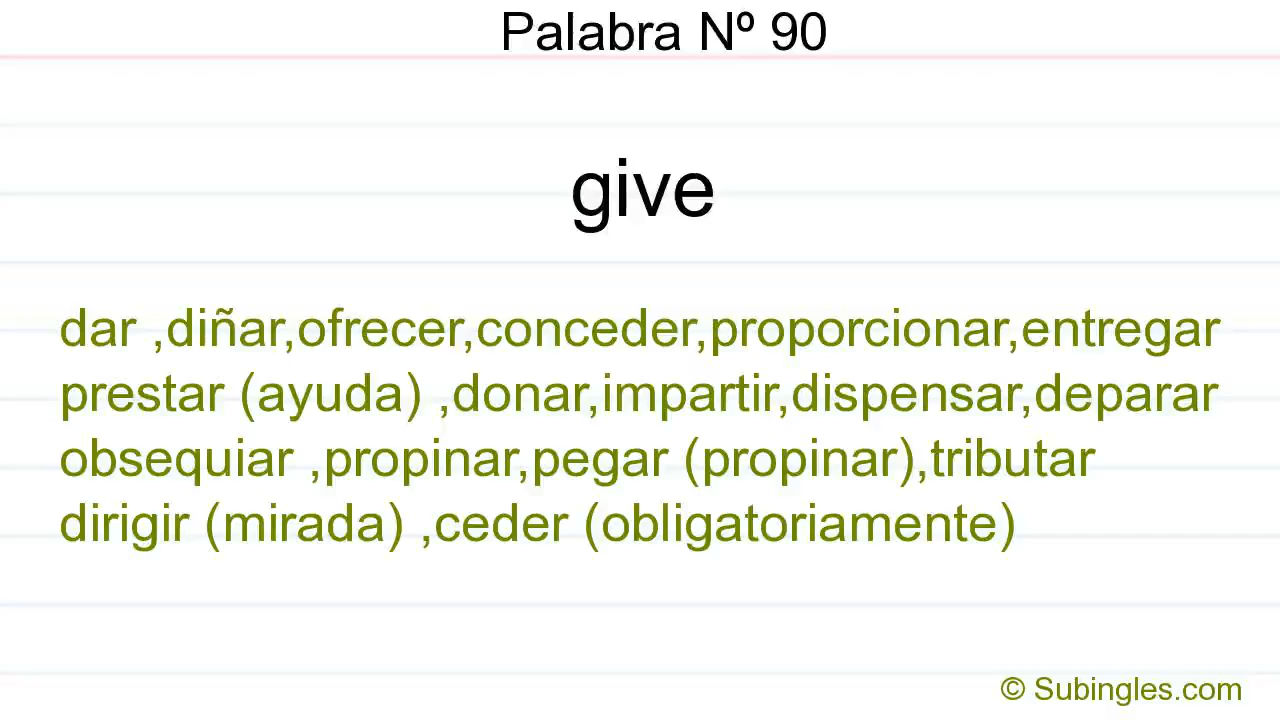 Palabra Nº 90
give
dar ,diñar,ofrecer,conceder,proporcionar,entregar
prestar (ayuda) ,donar,impartir,dispensar,deparar
obsequiar ,propinar,pegar (propinar),tributar
dirigir (mirada) ,ceder (obligatoriamente)
© Subingles.com